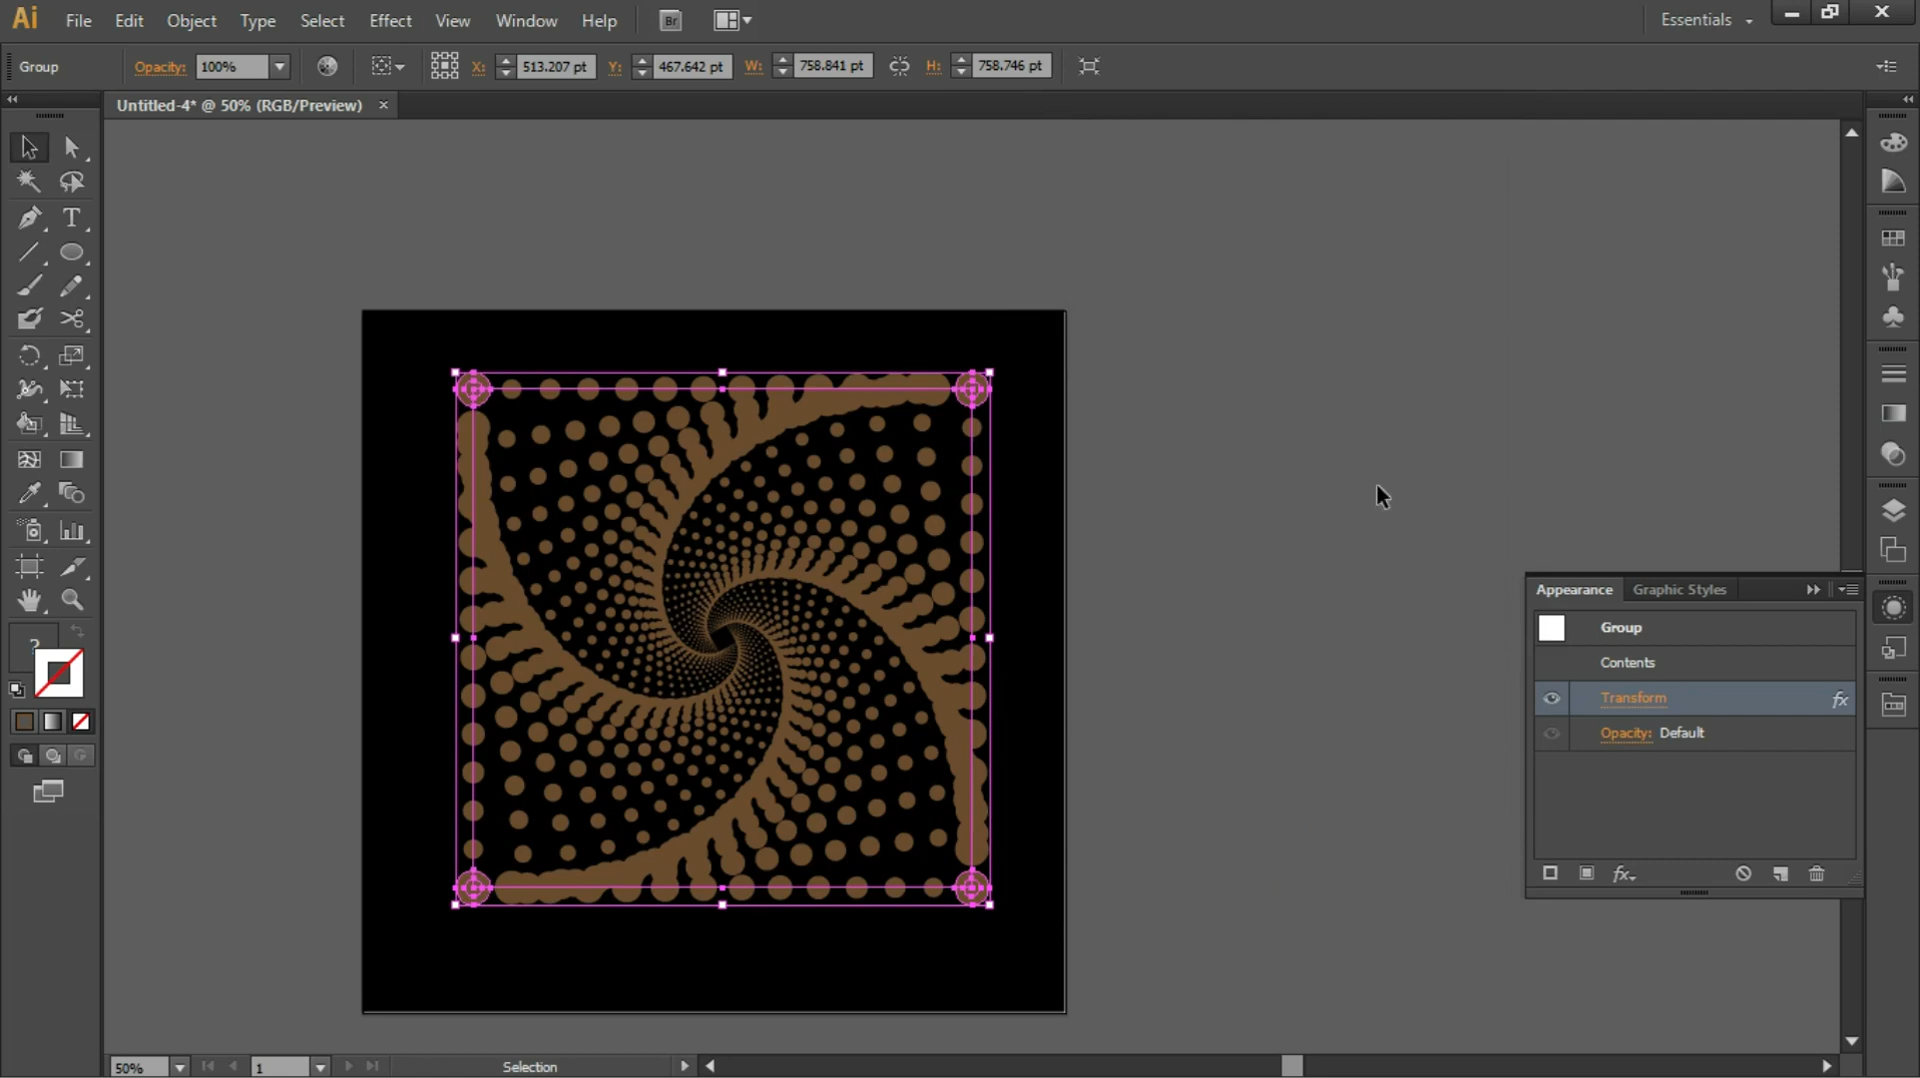 Ai File Edit Object Type Select Effect View Window Help Br Essentials
Group Opacity: 100% X: 513.207 pt Y: 467.642 pt W: 758.841 pt H: 758.746 pt
Untitled-4* @ 50% (RGB/Preview) ×
T
?
Appearance Graphic Styles
Group
Contents
Transform fx
Opacity: Default
fx
50% 1 Selection